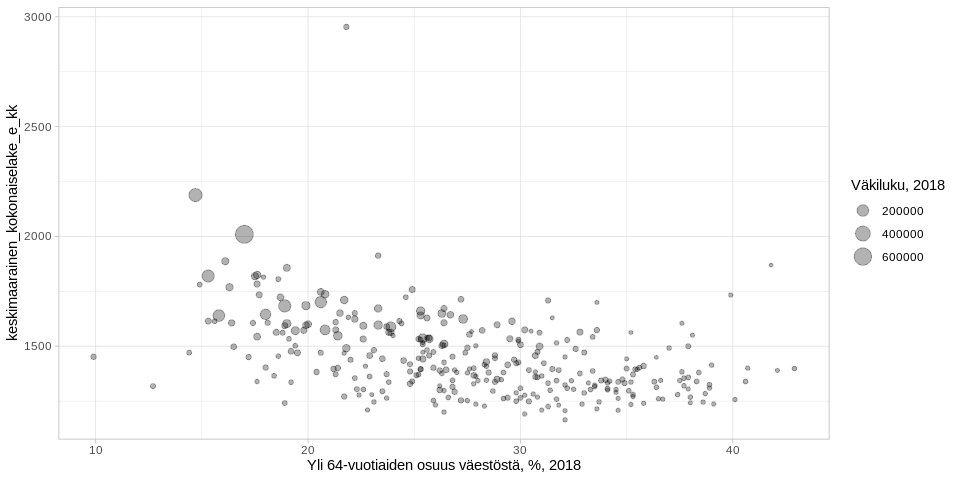 3000
2500
2000
1500
keskimaarainen_kokonaiselake_e_kk
10 20 30 40
Yli 64-vuotiaiden osuus väestöstä, %, 2018
Väkiluku, 2018
200000
400000
600000